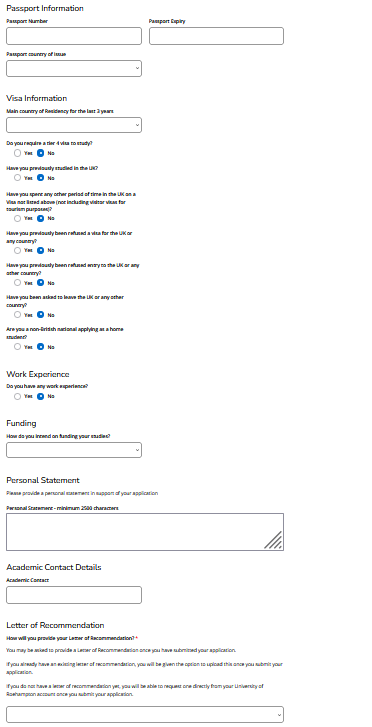 Passport Information
Passport Number
Passport Expiry
Passport country of issue
Visa Information
Main country of Residency for the last 3 years
Do you require a tier 4 visa to study?
Yes No
Have you previously studied in the UK?
Yes No
Have you spent any other period of time in the UK on a
Visa not listed above (not including visitor visas for
tourism purposes)?
Yes No
Have you previously been refused a visa for the UK or
any country?
Yes No
Have you previously been refused entry to the UK or any
other country?
Yes No
Have you been asked to leave the UK or any other
country?
Yes No
Are you a non-British national applying as a home
student?
Yes No
Work Experience
Do you have any work experience?
Yes No
Funding
How do you intend on funding your studies?
Personal Statement
Please provide a personal statement in support of your application
Personal Statement - minimum 2500 characters
Academic Contact Details
Academic Contact
Letter of Recommendation
How will you provide your Letter of Recommendation? *
You may be asked to provide a Letter of Recommendation once you have submitted your application.
If you already have an existing letter of recommendation, you will be given the option to upload this once you submit your
application.
If you do not have a letter of recommendation yet, you will be able to request one directly from your University of
Roehampton account once you submit your application.